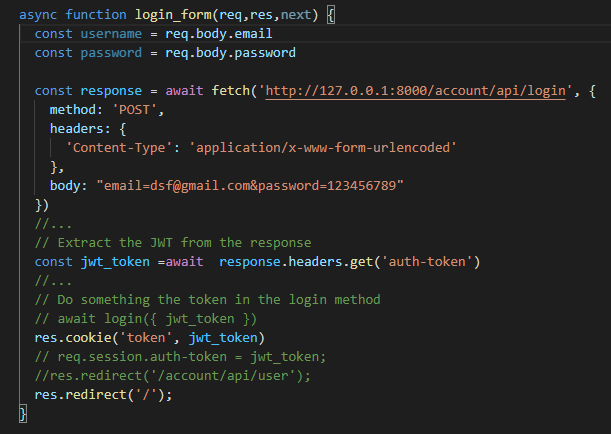 async function login_form(req,res,next) {
const username = req.body.email
const password = req.body.password
const response = await fetch('http://127.0.0.1:8000/account/api/login', {
method: 'POST',
headers: {
'Content-Type': 'application/x-www-form-urlencoded'
},
body: "email=dsf@gmail.com&password=123456789"
})
//...
// Extract the JWT from the response
const jwt_token =await  response.headers.get('auth-token')
//...
// Do something the token in the login method
// await login({ jwt_token })
res.cookie('token', jwt_token)
// req.session.auth-token = jwt_token;
//res.redirect('/account/api/user');
res.redirect('/');
}